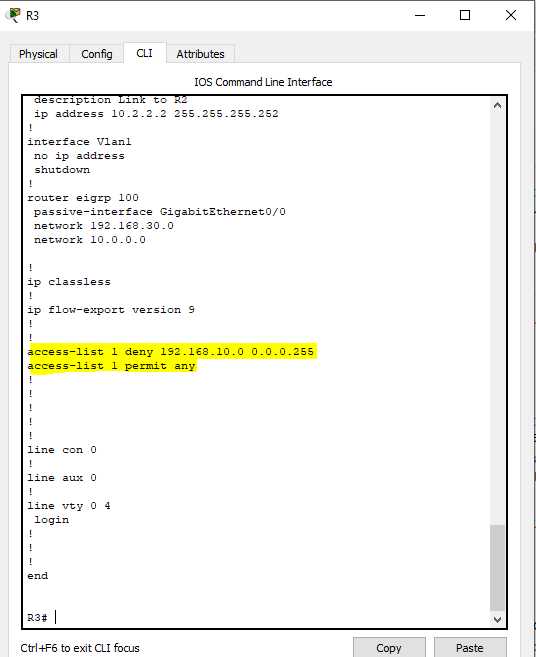 R3
Physical Config CLI Attributes
IOS Command Line Interface
description Link to R2
ip address 10.2.2.2 255.255.255.252
!
interface Vlan1
no ip address
shutdown
!
router eigrp 100
passive-interface GigabitEthernet0/0
network 192.168.30.0
network 10.0.0.0
!
ip classless
!
ip flow-export version 9
!
!
access-list 1 deny 192.168.10.0 0.0.0.255
access-list 1 permit any
!
!
!
!
!
line con 0
!
line aux 0
!
line vty 0 4
login
!
!
!
end
R3#
Ctrl+F6 to exit CLI focus
Copy Paste